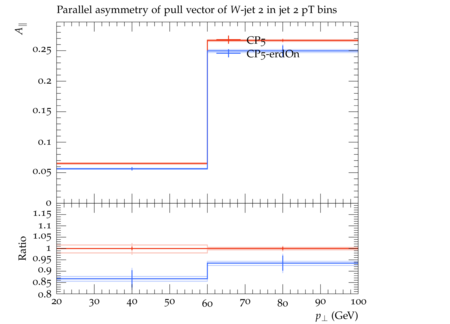 Parallel asymmetry of pull vector of W-jet 2 in jet 2 pT bins
A∥
0.25
0.2
0.15
0.1
0.05
0
CP5
CP5-erdOn
Ratio
1.15
1.1
1.05
1
0.95
0.9
0.85
0.8
20 30 40 50 60 70 80 90 100
p⊥ (GeV)